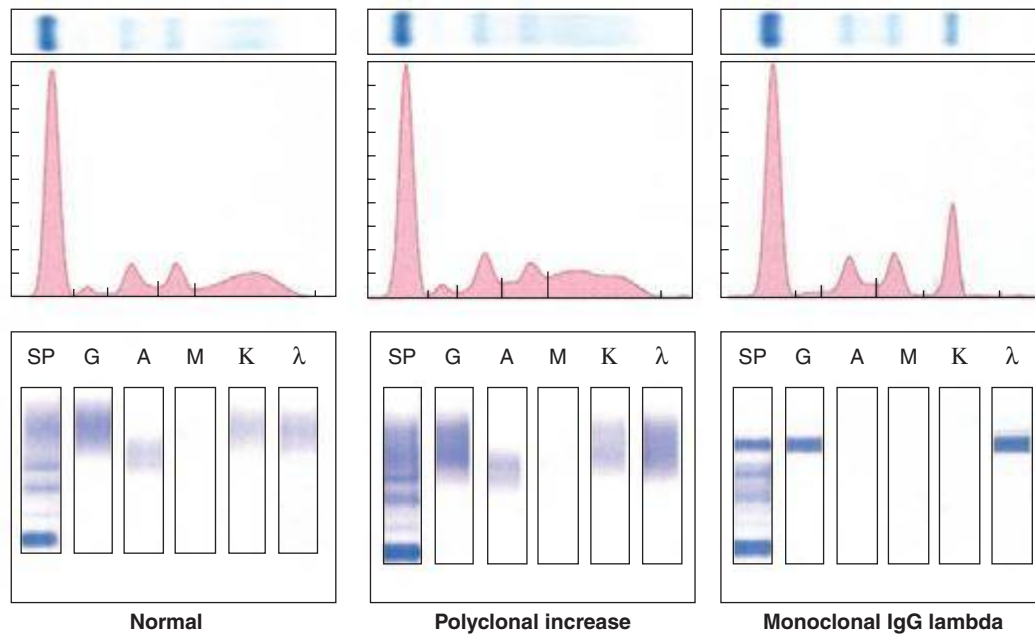 SP G A M K λ
SP G A M K λ
SP G A M K λ
Normal
Polyclonal increase
Monoclonal IgG lambda